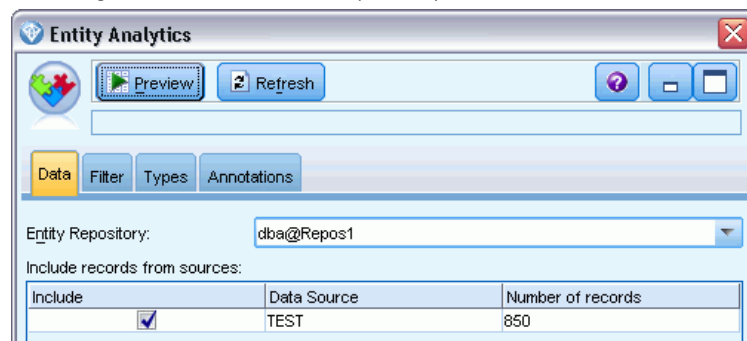 Entity Analytics
Preview Refresh
Data Filter Types Annotations
Entity Repository: dba@Repos1
Include records from sources:
Include Data Source Number of records
TEST 850